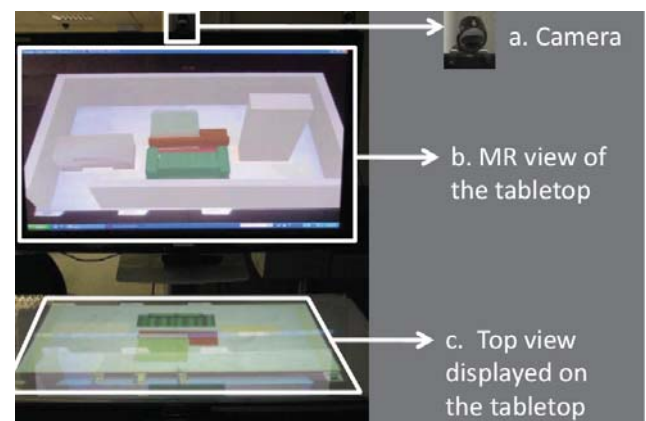 a. Camera
b. MR view of
the tabletop
c. Top view
displayed on
the tabletop